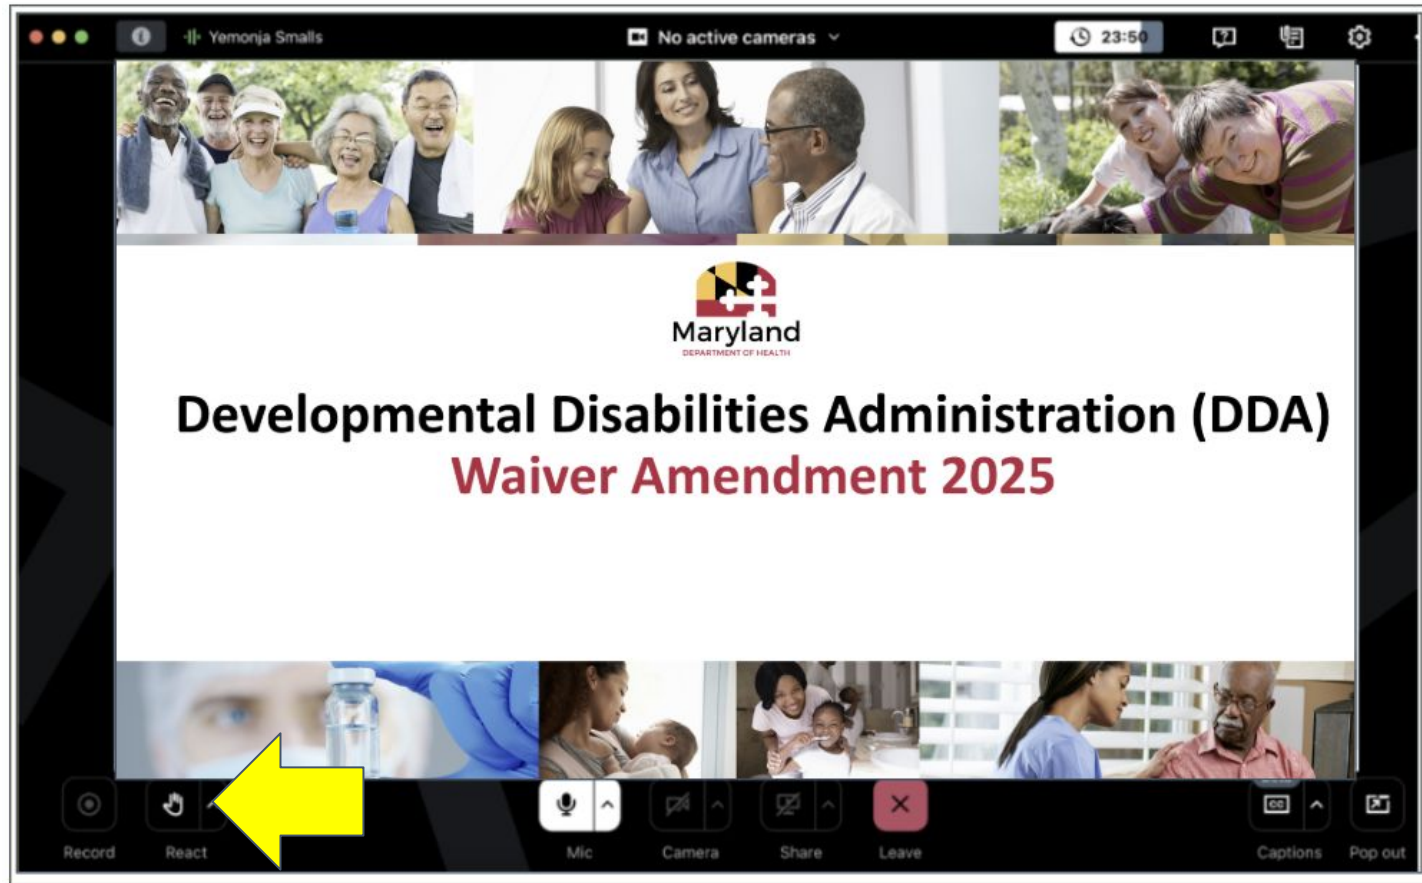 Yemonja Smalls
No active cameras
23:50
Maryland
DEPARTMENT OF HEALTH
Developmental Disabilities Administration (DDA)
Waiver Amendment 2025
Record
React
Mic
Camera
Share
Leave
CC
Captions
Pop out